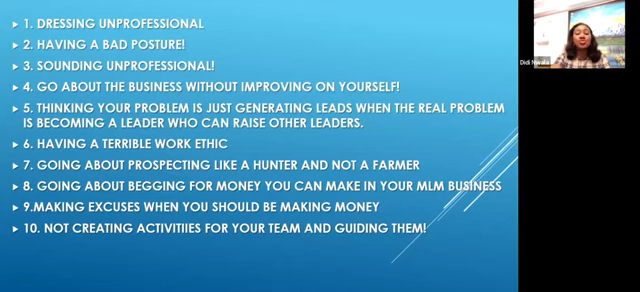 1. DRESSING UNPROFESSIONAL
2. HAVING A BAD POSTURE!
3. SOUNDING UNPROFESSIONAL!
4. GO ABOUT THE BUSINESS WITHOUT IMPROVING ON YOURSELF!
5. THINKING YOUR PROBLEM IS JUST GENERATING LEADS WHEN THE REAL PROBLEM
IS BECOMING A LEADER WHO CAN RAISE OTHER LEADERS.
6. HAVING A TERRIBLE WORK ETHIC
7. GOING ABOUT PROSPECTING LIKE A HUNTER AND NOT A FARMER
8. GOING ABOUT BEGGING FOR MONEY YOU CAN MAKE IN YOUR MLM BUSINESS
9.MAKING EXCUSES WHEN YOU SHOULD BE MAKING MONEY
10. NOT CREATING ACTIVITIIES FOR YOUR TEAM AND GUIDING THEM!
Didi